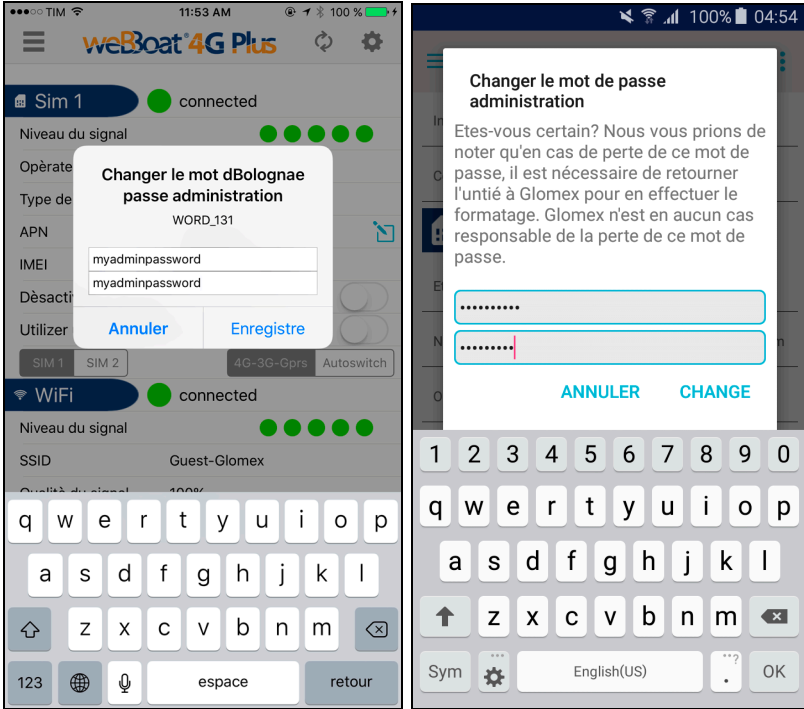 TIM 11:53 AM 100 %
weBBoat 4G Plus
Sim 1 connected
Niveau du signal
Opèrate
Type de
APN
IMEI
Dèsacti
Utilizer
Changer le mot dBolognae
passe administration
WORD_131
myadminpassword
myadminpassword
Annuler Enregistre
SIM 1 SIM 2 4G-3G-Gprs Autoswitch
WiFi connected
Niveau du signal
SSID Guest-Glomex
Qualitè du signal 100%
q w e r t y u i o p
a s d f g h j k l
z x c v b n m
123 espace retour
100% 04:54
Changer le mot de passe
administration
Etes-vous certain? Nous vous prions de
noter qu'en cas de perte de ce mot de
passe, il est nécessaire de retourner
l'untié à Glomex pour en effectuer le
formatage. Glomex n'est en aucun cas
responsable de la perte de ce mot de
passe.
••••••••••
•••••••••
ANNULER CHANGE
1 2 3 4 5 6 7 8 9 0
q w e r t y u i o p
a s d f g h j k l
z x c v b n m
Sym English(US) . OK